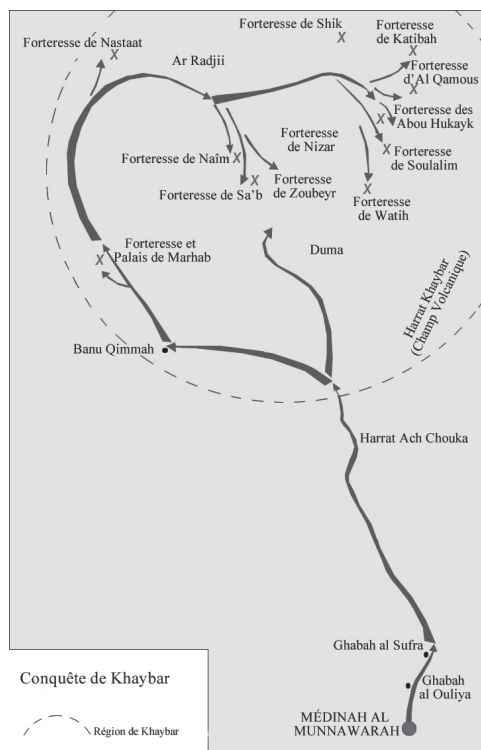 Forteresse de Shik
Forteresse
de Katibah
Forteresse de Nastaat
Ar Radjii
Forteresse
d'Al Qamous
Forteresse des
Abou Hukayk
Forteresse
de Nizar
Forteresse de Naîm
Forteresse
de Soulalim
Forteresse
de Zoubeyr
Forteresse de Sa'b
Forteresse
de Watih
Forteresse et
Palais de Marhab
Duma
Harrat Khaybar
(Champ Volcanique)
Banu Qimmah
Harrat Ach Chouka
Ghabah al Sufra
Ghabah
al Ouliya
MÉDINAH AL
MUNNAWARAH
Conquête de Khaybar
Région de Khaybar